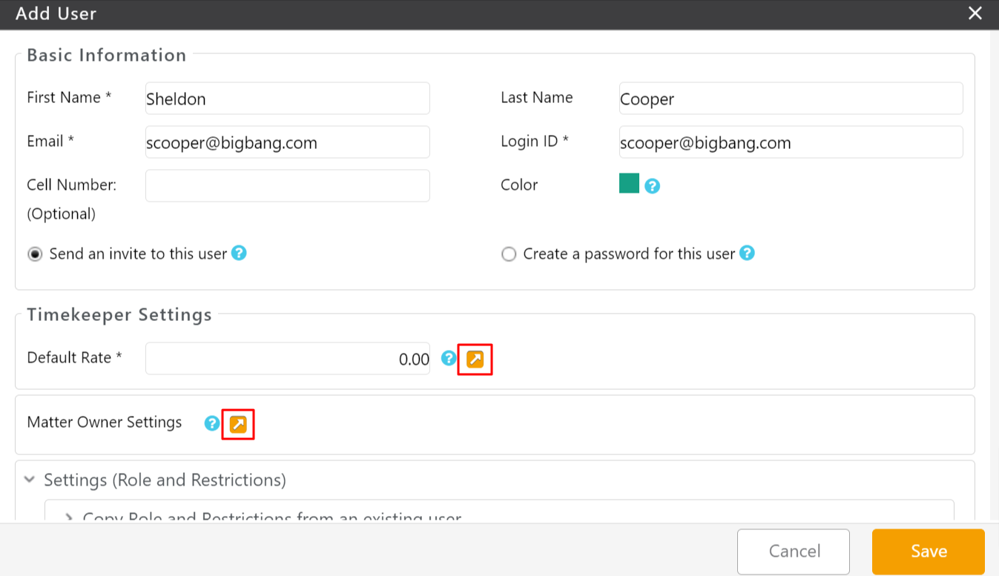 Add User
Basic Information
First Name * Sheldon Last Name Cooper
Email * scooper@bigbang.com Login ID * scooper@bigbang.com
Cell Number: Color ?
(Optional)
Send an invite to this user ? Create a password for this user ?
Timekeeper Settings
Default Rate * 0.00 ?
Matter Owner Settings ?
Settings (Role and Restrictions)
Copy Role and Restrictions from an existing user
Cancel Save